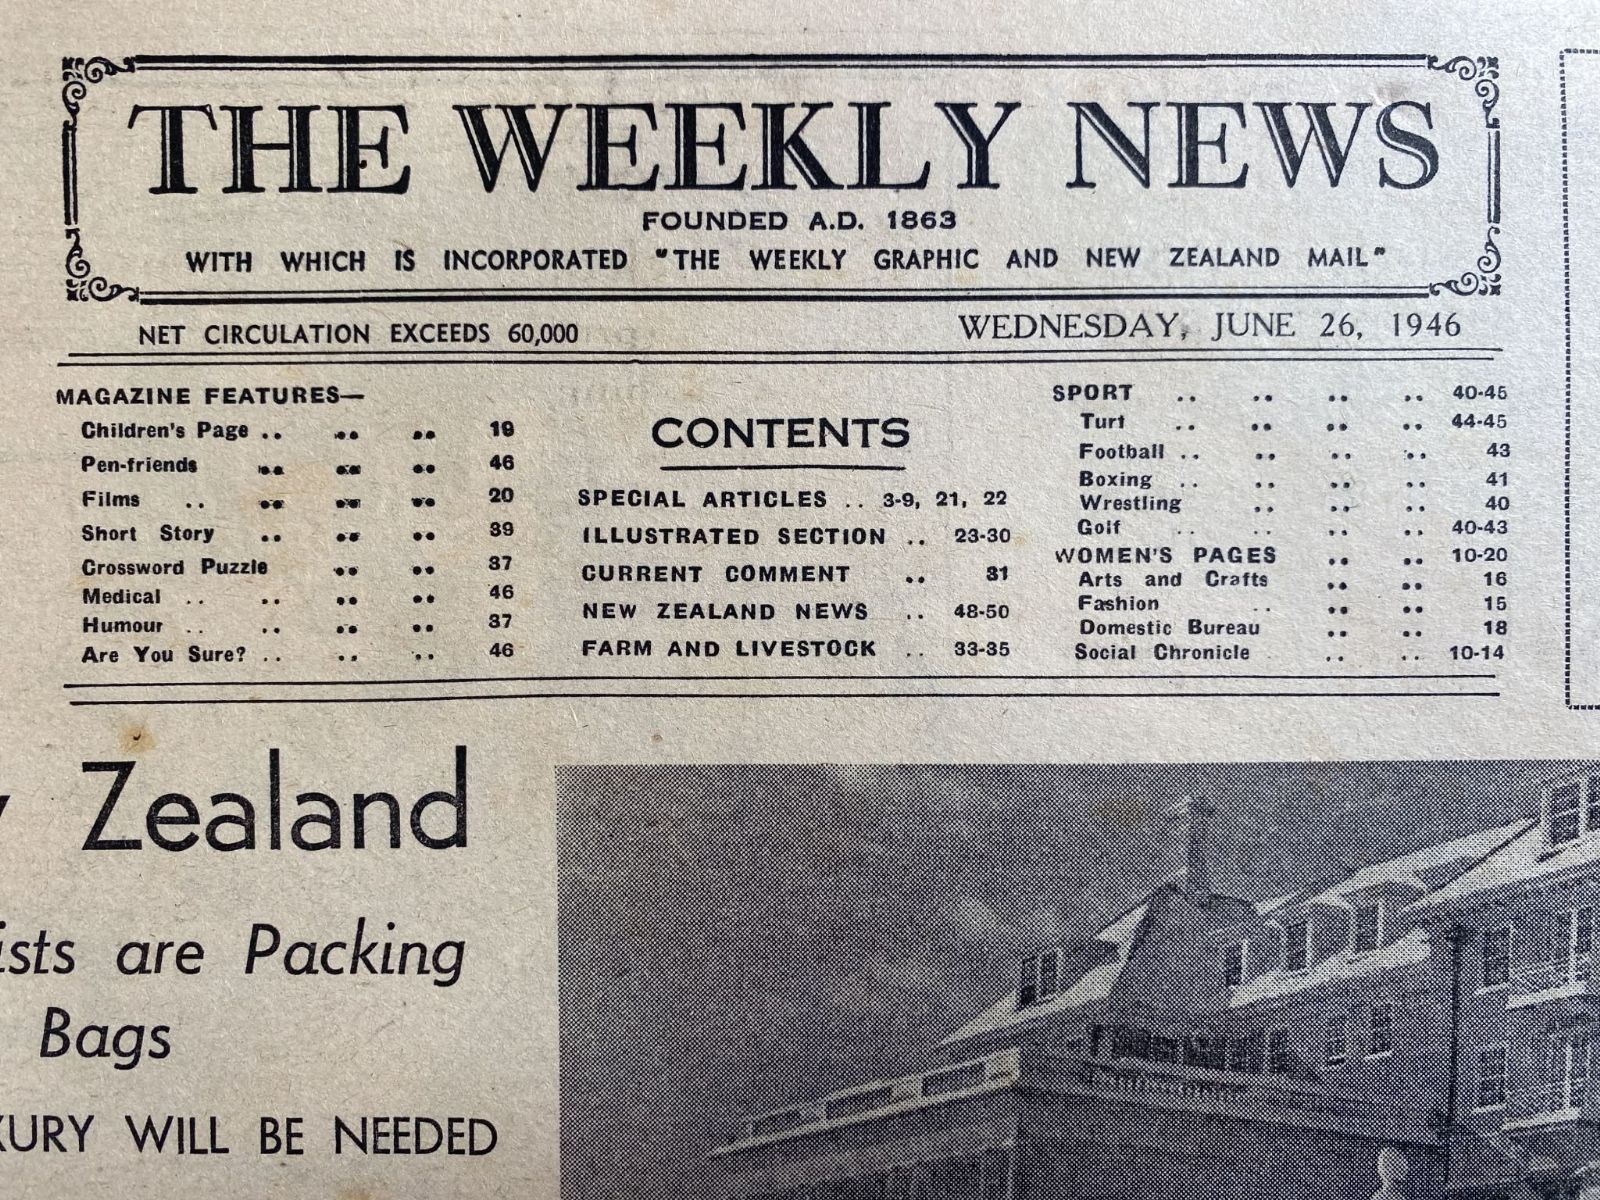 THE WEEKLY NEWS
FOUNDED A.D. 1863
WITH WHICH IS INCORPORATED "THE WEEKLY GRAPHIC AND NEW ZEALAND MAIL"
NET CIRCULATION EXCEEDS 60,000
WEDNESDAY, JUNE 26, 1946
MAGAZINE FEATURES—
Children's Page .. .. .. 19
Pen-friends .. .. .. 46
Films .. .. .. .. 20
Short Story .. .. .. 39
Crossword Puzzle .. .. 37
Medical .. .. .. .. 46
Humour .. .. .. .. 37
Are You Sure? .. .. .. 46
CONTENTS
SPECIAL ARTICLES .. 3-9, 21, 22
ILLUSTRATED SECTION .. 23-30
CURRENT COMMENT .. 31
NEW ZEALAND NEWS .. 48-50
FARM AND LIVESTOCK .. 33-35
SPORT .. .. .. .. 40-45
Turf .. .. .. .. 44-45
Football .. .. .. .. 43
Boxing .. .. .. .. 41
Wrestling .. .. .. 40
Golf .. .. .. .. 40-43
WOMEN'S PAGES .. .. 10-20
Arts and Crafts .. .. 16
Fashion .. .. .. 15
Domestic Bureau .. .. 18
Social Chronicle .. .. 10-14
Zealand
ists are Packing
Bags
XURY WILL BE NEEDED